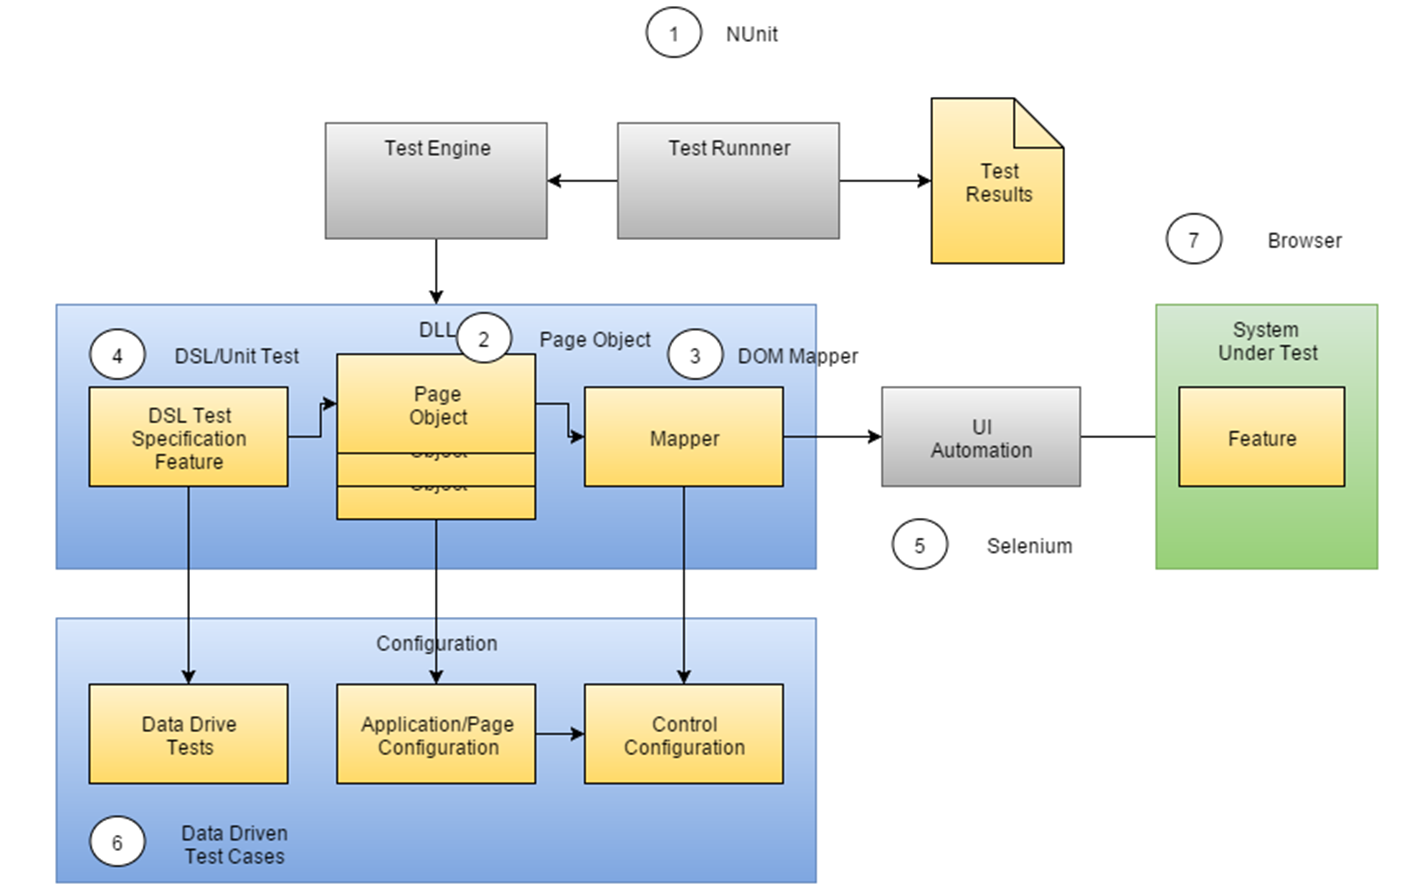 1 NUnit
Test Engine
Test Runnner
Test
Results
7 Browser
DLL
2 Page Object
4 DSL/Unit Test
3 DOM Mapper
System
Under Test
DSL Test
Specification
Feature
Page
Object
Object
Object
Mapper
UI
Automation
Feature
5 Selenium
Configuration
Data Drive
Tests
Application/Page
Configuration
Control
Configuration
6 Data Driven
Test Cases